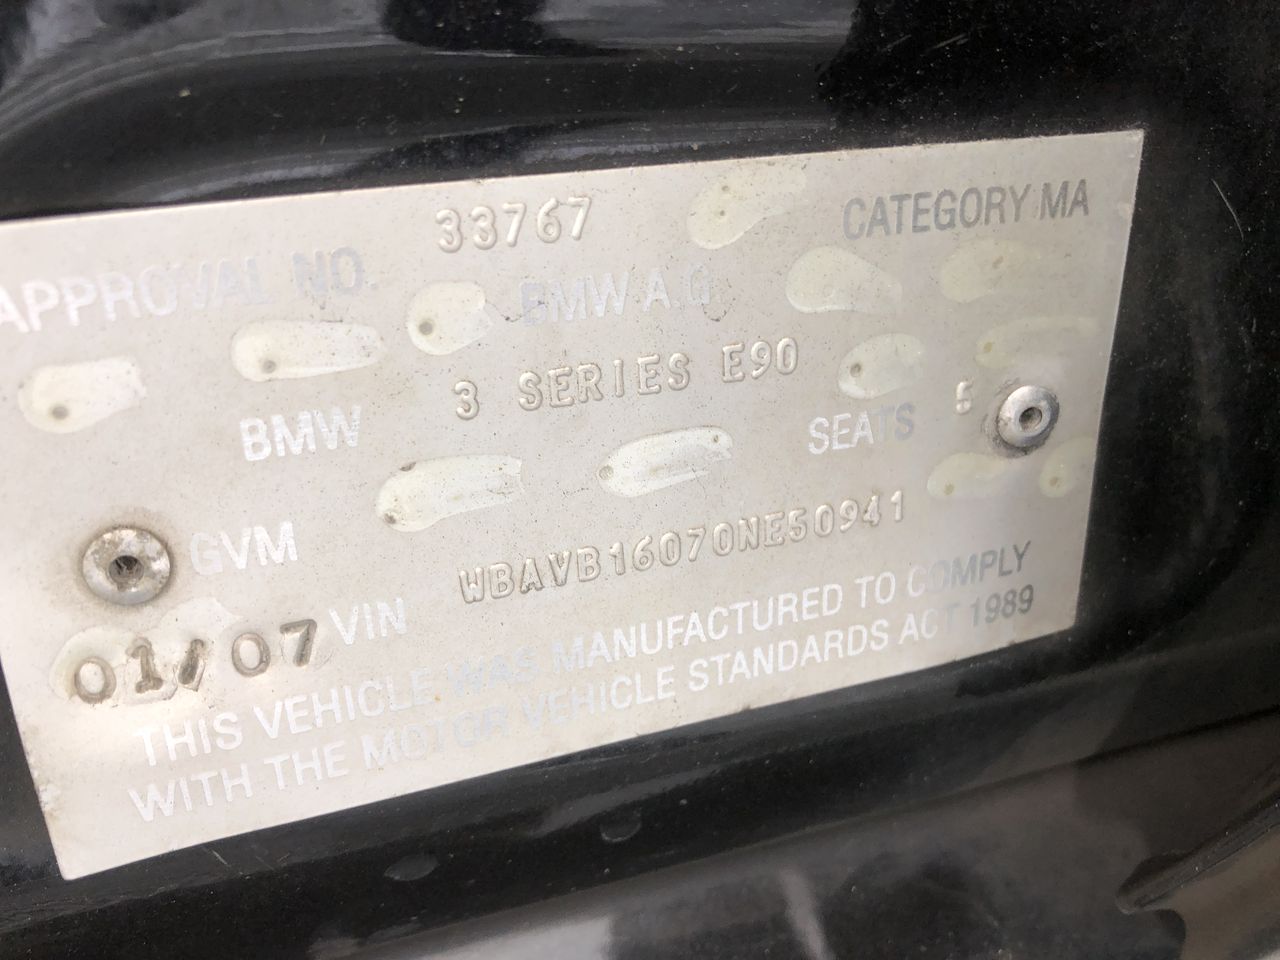 APPROVAL NO. 33767 CATEGORY MA
BMW A.G
BMW 3 SERIES E90
SEATS 5
GVM
01/07 VIN WBAVB16070NE50941
THIS VEHICLE WAS MANUFACTURED TO COMPLY
WITH THE MOTOR VEHICLE STANDARDS ACT 1989